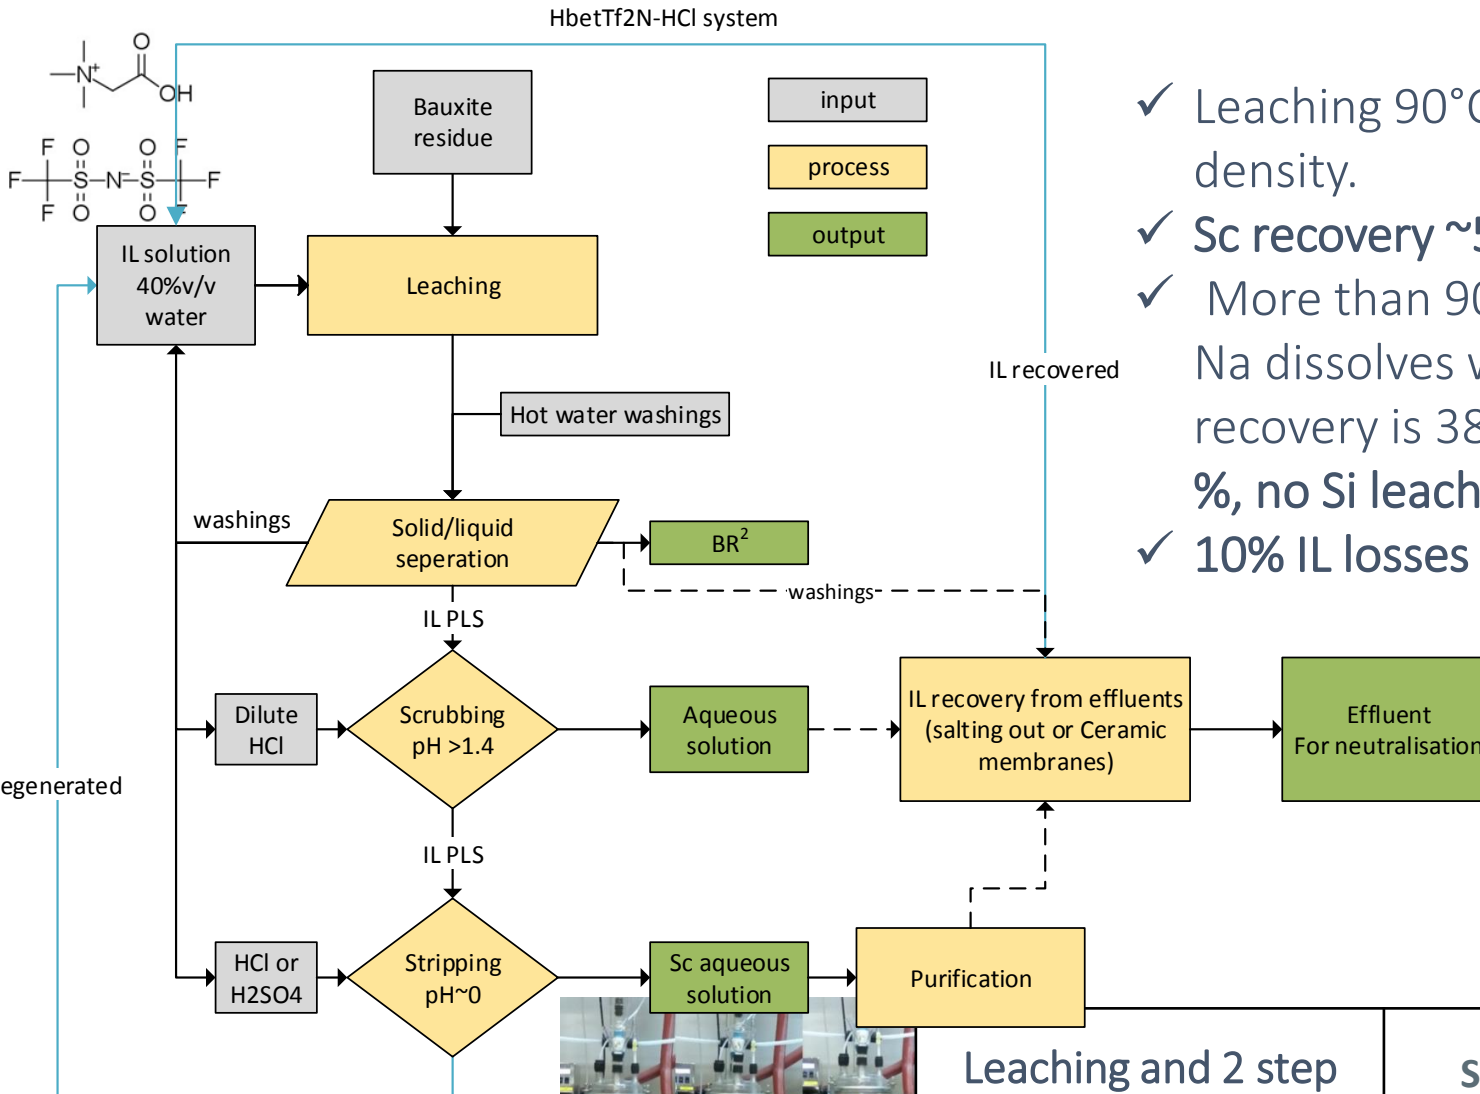 HbetTf2N-HCl system
O
N+
OH
F O O F
F S N- S F
F O O F
Bauxite
residue
input
process
output
IL solution
40%v/v
water
Leaching
IL recovered
Hot water washings
washings
Solid/liquid
seperation
BR2
washings
IL PLS
Dilute
HCl
Scrubbing
pH >1.4
Aqueous
solution
IL recovery from effluents
(salting out or Ceramic
membranes)
Effluent
For neutralisation
egenerated
IL PLS
HCl or
H2SO4
Stripping
pH~0
Sc aqueous
solution
Purification
✓ Leaching 90°C
density.
✓ Sc recovery ~5
✓ More than 90
Na dissolves w
recovery is 38
%, no Si leach
✓ 10% IL losses
Leaching and 2 step
s